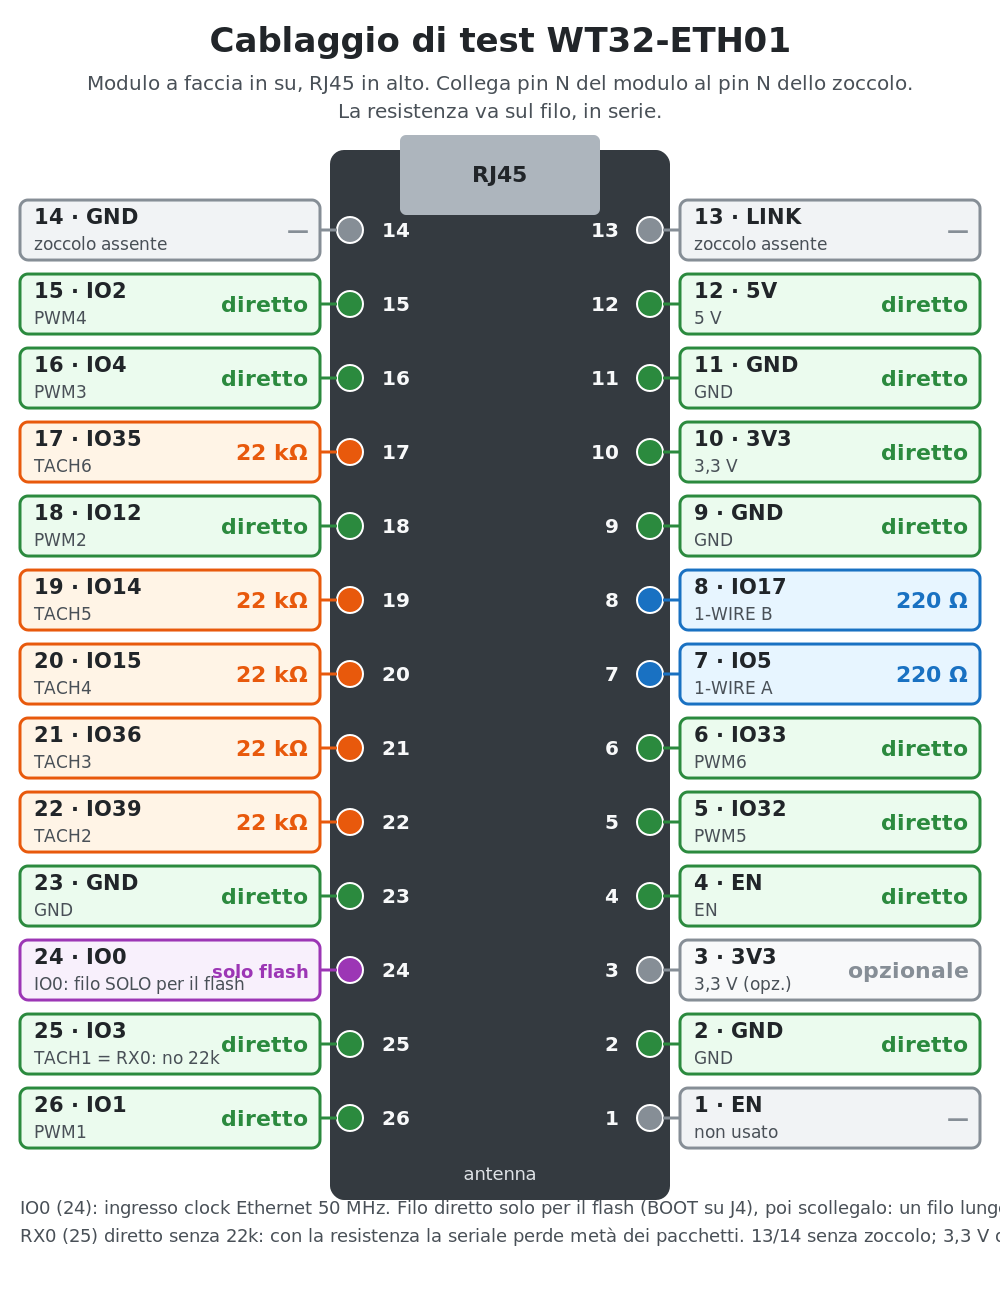 Cablaggio di test WT32-ETH01
Modulo a faccia in su, RJ45 in alto. Collega pin N del modulo al pin N dello zoccolo.
La resistenza va sul filo, in serie.
RJ45
14 · GND
zoccolo assente
—
14
13
13 · LINK
zoccolo assente
—
15 · IO2
PWM4
diretto
15
12
12 · 5V
5 V
diretto
16 · IO4
PWM3
diretto
16
11
11 · GND
GND
diretto
17 · IO35
TACH6
22 kΩ
17
10
10 · 3V3
3,3 V
diretto
18 · IO12
PWM2
diretto
18
9
9 · GND
GND
diretto
19 · IO14
TACH5
22 kΩ
19
8
8 · IO17
1-WIRE B
220 Ω
20 · IO15
TACH4
22 kΩ
20
7
7 · IO5
1-WIRE A
220 Ω
21 · IO36
TACH3
22 kΩ
21
6
6 · IO33
PWM6
diretto
22 · IO39
TACH2
22 kΩ
22
5
5 · IO32
PWM5
diretto
23 · GND
GND
diretto
23
4
4 · EN
EN
diretto
24 · IO0
IO0: filo SOLO per il flash
solo flash
24
3
3 · 3V3
3,3 V (opz.)
opzionale
25 · IO3
TACH1 = RX0: no 22k
diretto
25
2
2 · GND
GND
diretto
26 · IO1
PWM1
diretto
26
1
1 · EN
non usato
—
antenna
IO0 (24): ingresso clock Ethernet 50 MHz. Filo diretto solo per il flash (BOOT su J4), poi scollegalo: un filo
RX0 (25) diretto senza 22k: con la resistenza la seriale perde metà dei pacchetti. 13/14 senza zoccolo; 3,3 V